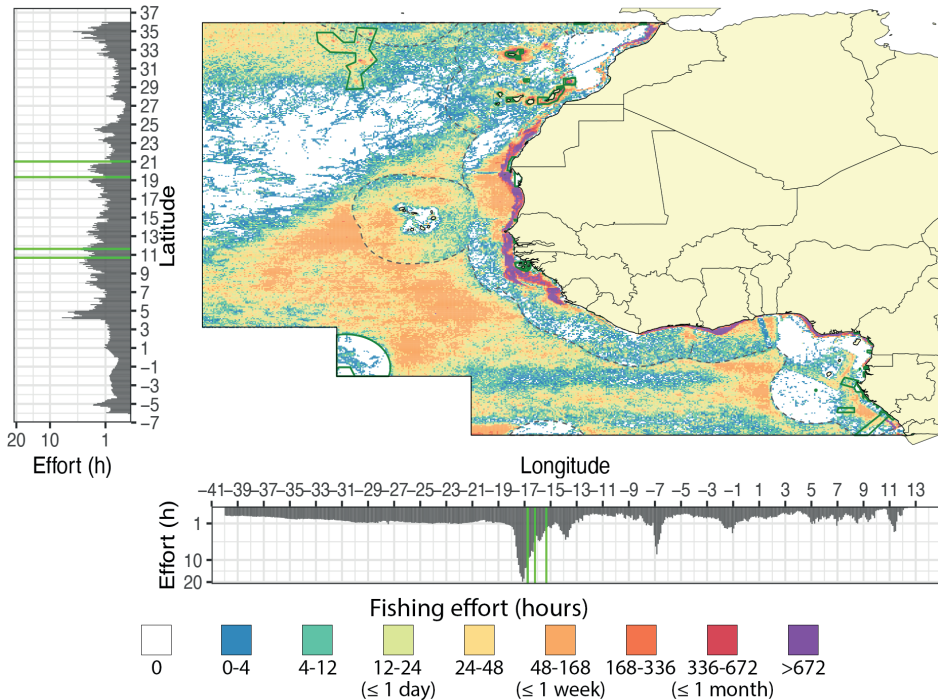 37
35
33
31
29
27
25
23
21
19
17
15
13
11
9
7
5
3
1
−1
−3
−5
−7
Latitude
20 10 1
Effort (h)
Longitude
−41 −39 −37 −35 −33 −31 −29 −27 −25 −23 −21 −19 −17 −15 −13 −11 −9 −7 −5 −3 −1 1 3 5 7 9 11 13
Effort (h)
1
10
20
Fishing effort (hours)
0 0-4 4-12 12-24 24-48 48-168 168-336 336-672 >672
(≤ 1 day) (≤ 1 week) (≤ 1 month)